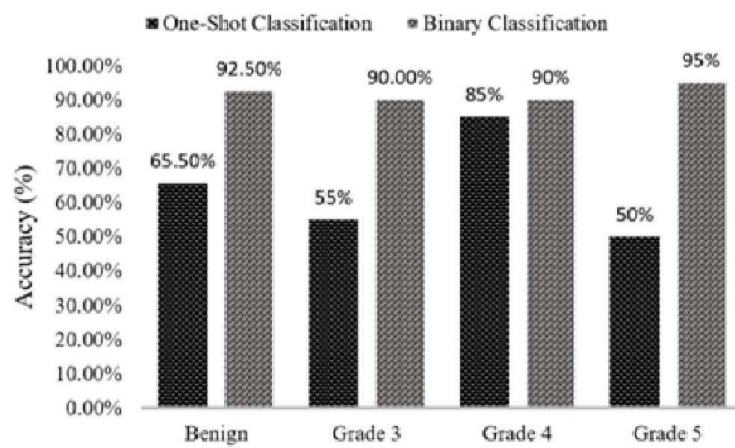 One-Shot Classification Binary Classification
100.00%
90.00%
80.00%
70.00%
60.00%
50.00%
40.00%
30.00%
20.00%
10.00%
0.00%
Accuracy (%)
65.50% 92.50% 55% 90.00% 85% 90% 50% 95%
Benign Grade 3 Grade 4 Grade 5